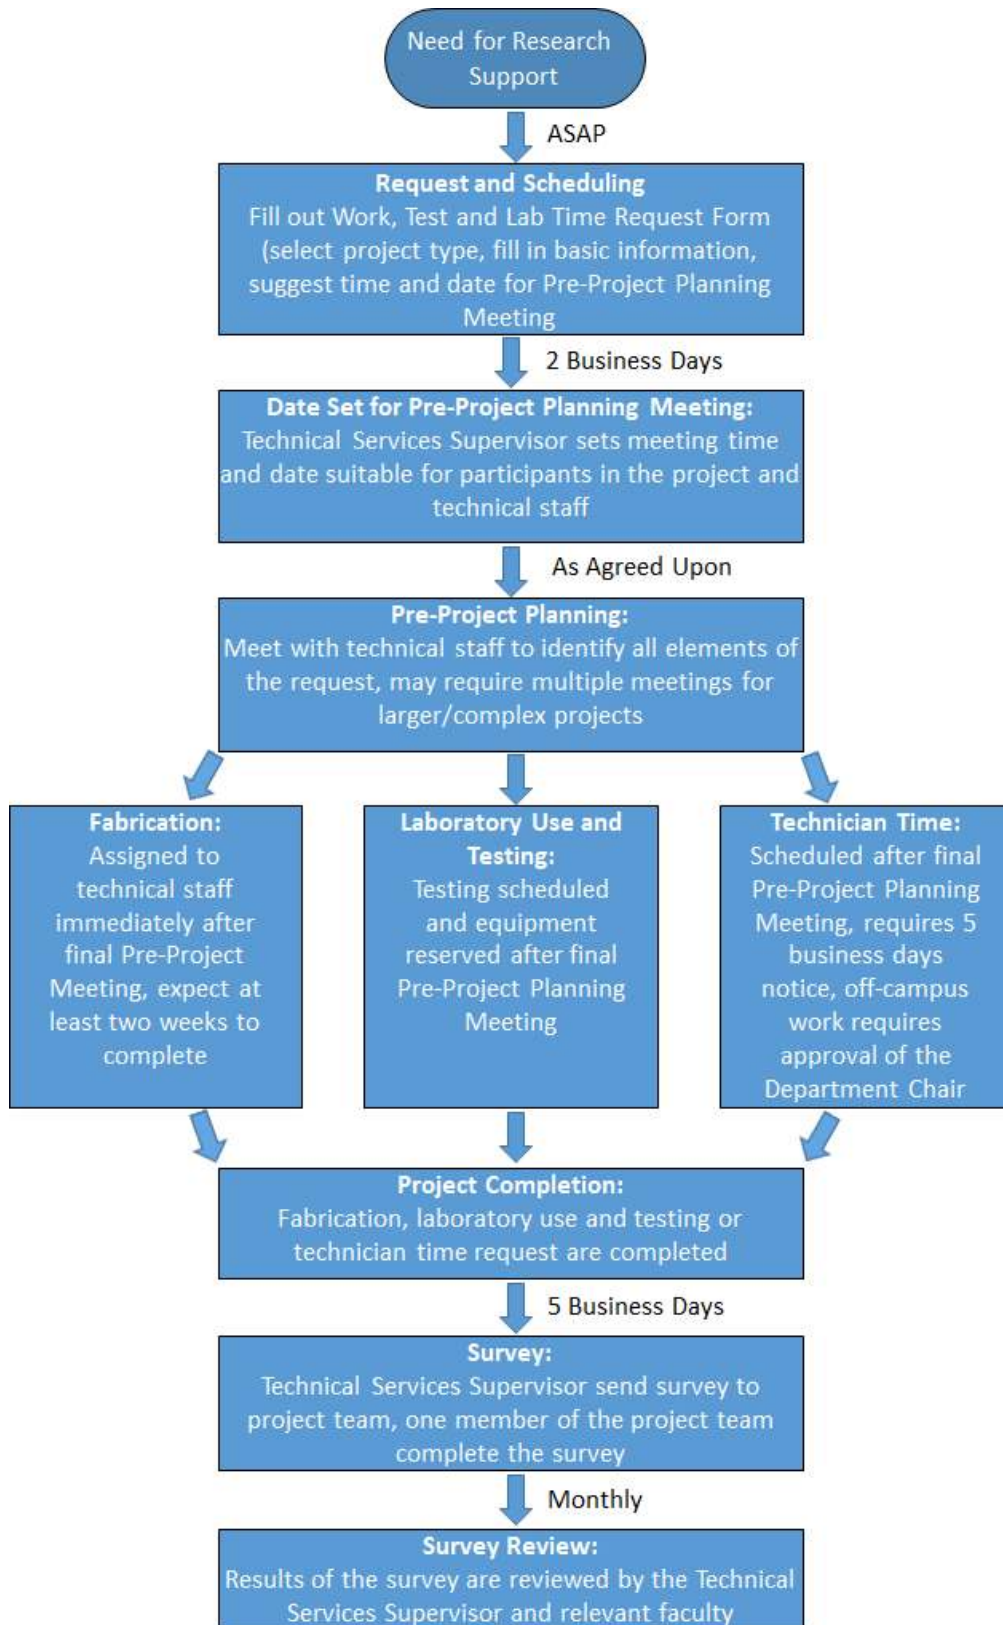 Need for Research
Support
ASAP
Request and Scheduling
Fill out Work, Test and Lab Time Request Form
(select project type, fill in basic information,
suggest time and date for Pre-Project Planning
Meeting
2 Business Days
Date Set for Pre-Project Planning Meeting:
Technical Services Supervisor sets meeting time
and date suitable for participants in the project and
technical staff
As Agreed Upon
Pre-Project Planning:
Meet with technical staff to identify all elements of
the request, may require multiple meetings for
larger/complex projects
Fabrication:
Assigned to
technical staff
immediately after
final Pre-Project
Meeting, expect at
least two weeks to
complete
Laboratory Use and
Testing:
Testing scheduled
and equipment
reserved after final
Pre-Project Planning
Meeting
Technician Time:
Scheduled after final
Pre-Project Planning
Meeting, requires 5
business days
notice, off-campus
work requires
approval of the
Department Chair
Project Completion:
Fabrication, laboratory use and testing or
technician time request are completed
5 Business Days
Survey:
Technical Services Supervisor send survey to
project team, one member of the project team
complete the survey
Monthly
Survey Review:
Results of the survey are reviewed by the Technical
Services Supervisor and relevant faculty